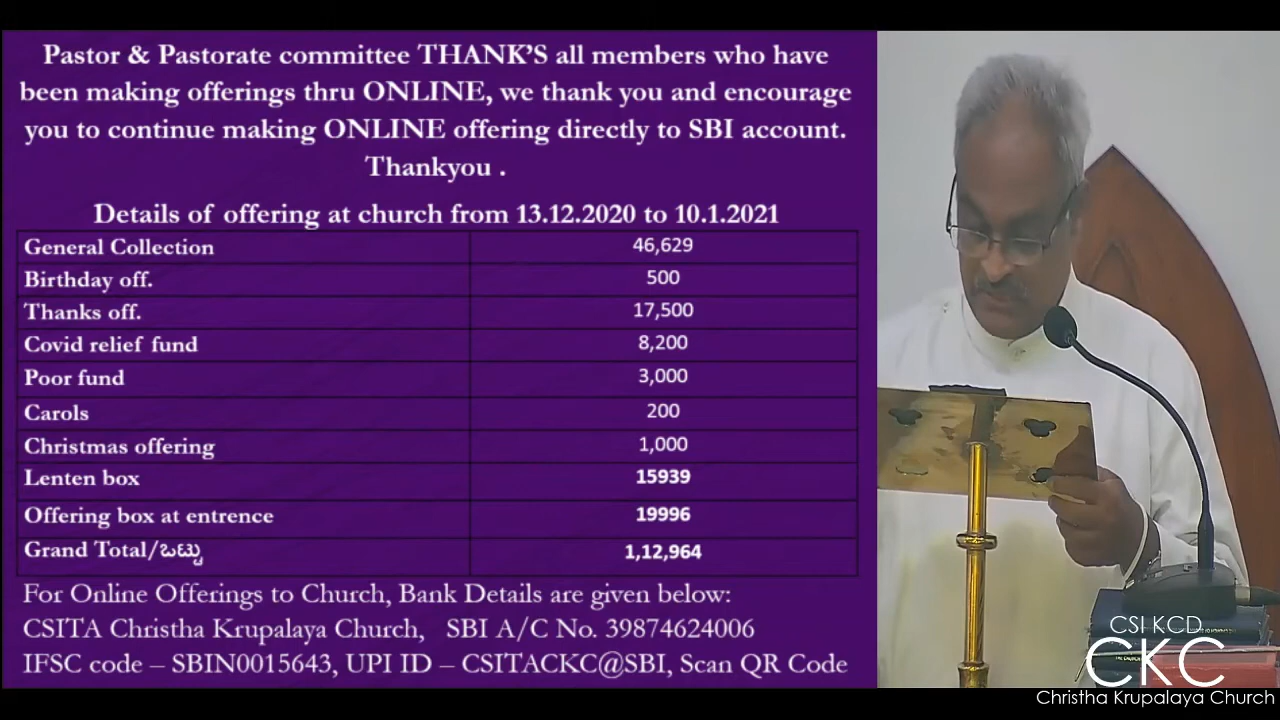 Pastor & Pastorate committee THANK'S all members who have
been making offerings thru ONLINE, we thank you and encourage
you to continue making ONLINE offering directly to SBI account.
Thankyou .
Details of offering at church from 13.12.2020 to 10.1.2021
General Collection 46,629
Birthday off. 500
Thanks off. 17,500
Covid relief fund 8,200
Poor fund 3,000
Carols 200
Christmas offering 1,000
Lenten box 15939
Offering box at entrence 19996
Grand Total/ಒಟ್ಟು 1,12,964
For Online Offerings to Church, Bank Details are given below:
CSITA Christha Krupalaya Church, SBI A/C No. 39874624006
IFSC code – SBIN0015643, UPI ID – CSITACKC@SBI, Scan QR Code
CSI KCD
CKC
Christha Krupalaya Church